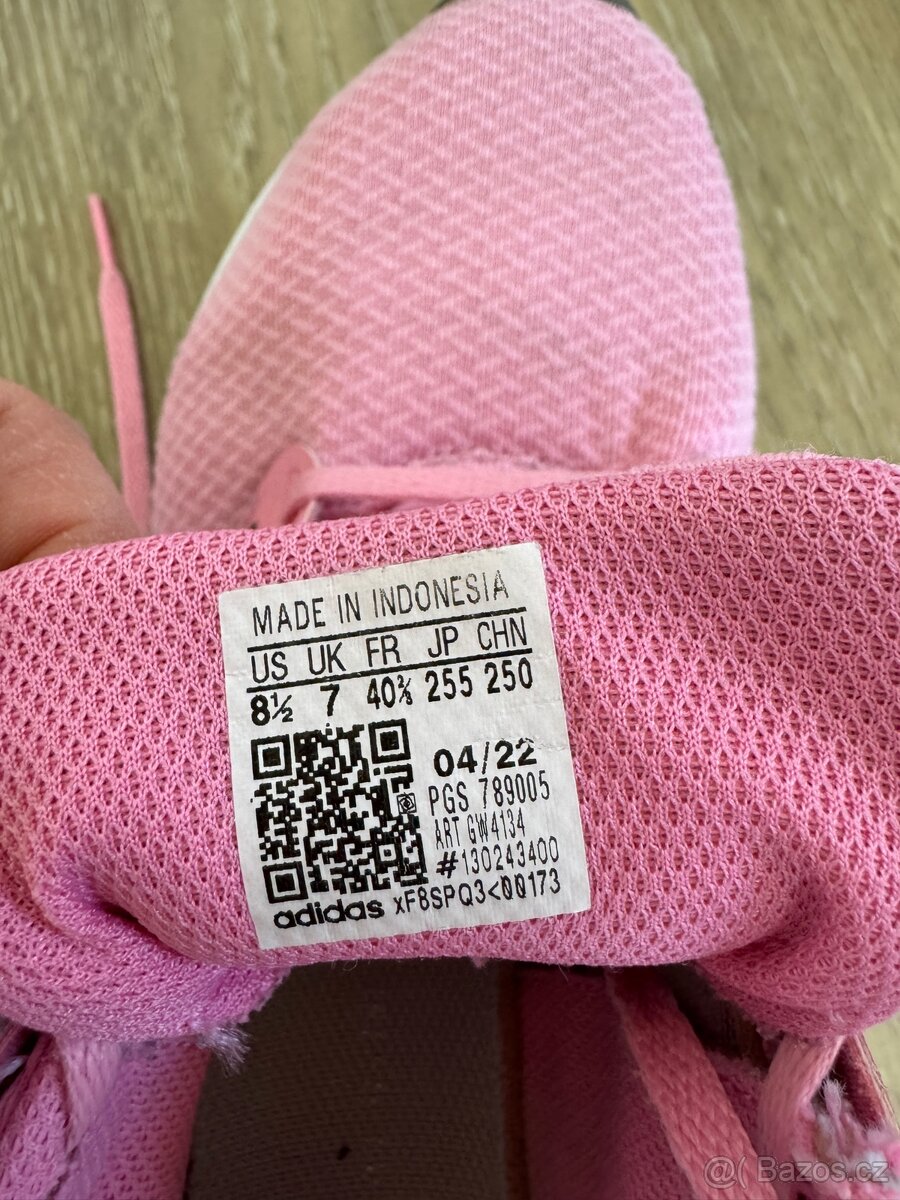 MADE IN INDONESIA
US UK FR JP CHN
8½ 7 40⅔ 255 250
04/22
PGS 789005
ART GW4134
#130243400
adidas xF8SPQ3<00173
@( Bazos.cz